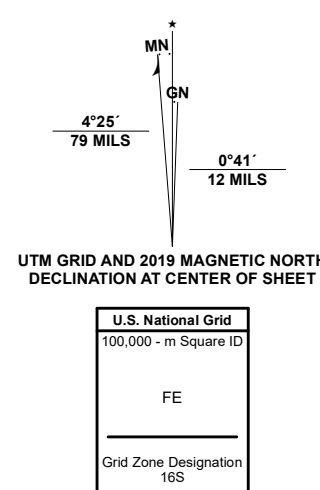 ★
MN
GN
4°25´
79 MILS
0°41´
12 MILS
UTM GRID AND 2019 MAGNETIC NORTH
DECLINATION AT CENTER OF SHEET
U.S. National Grid
100,000 - m Square ID
FE
Grid Zone Designation
16S